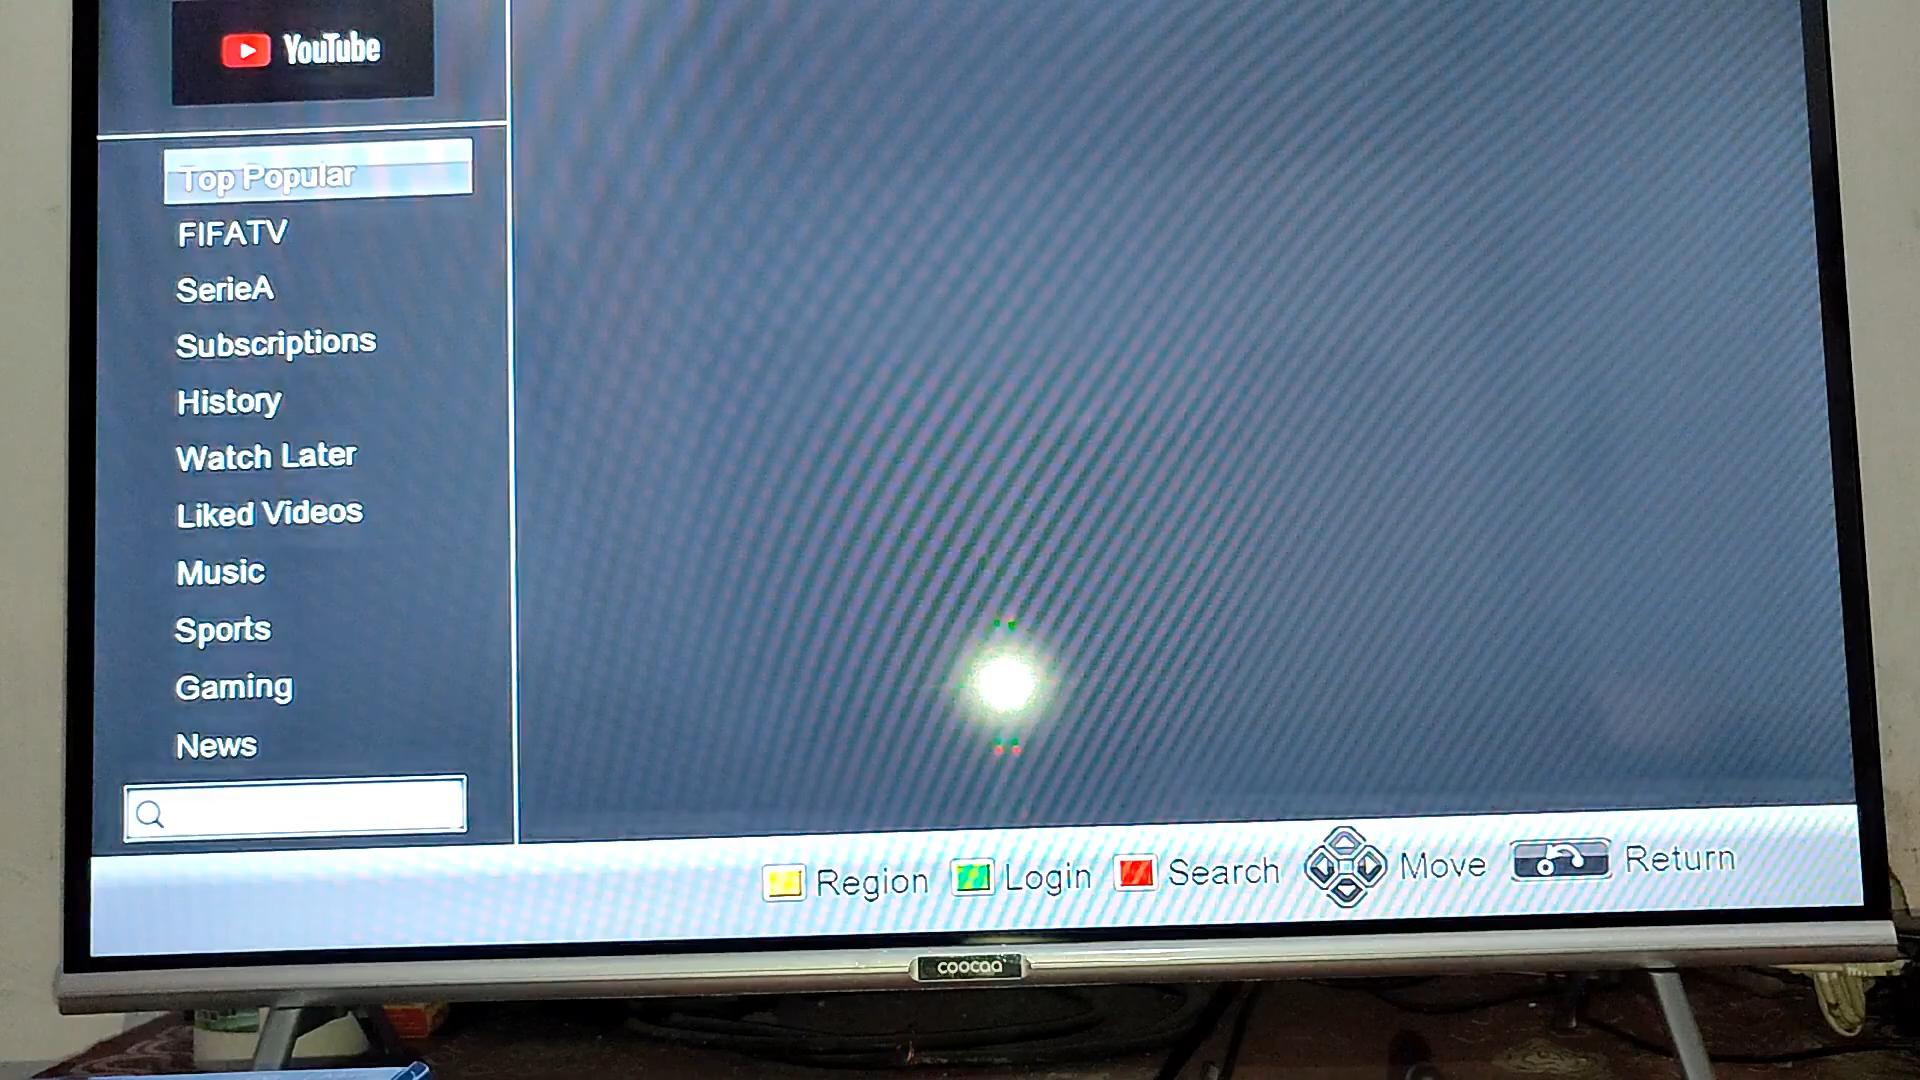 YouTube
Top Popular
FIFATV
SerieA
Subscriptions
History
Watch Later
Liked Videos
Music
Sports
Gaming
News
Region Login Search Move Return
coocaa